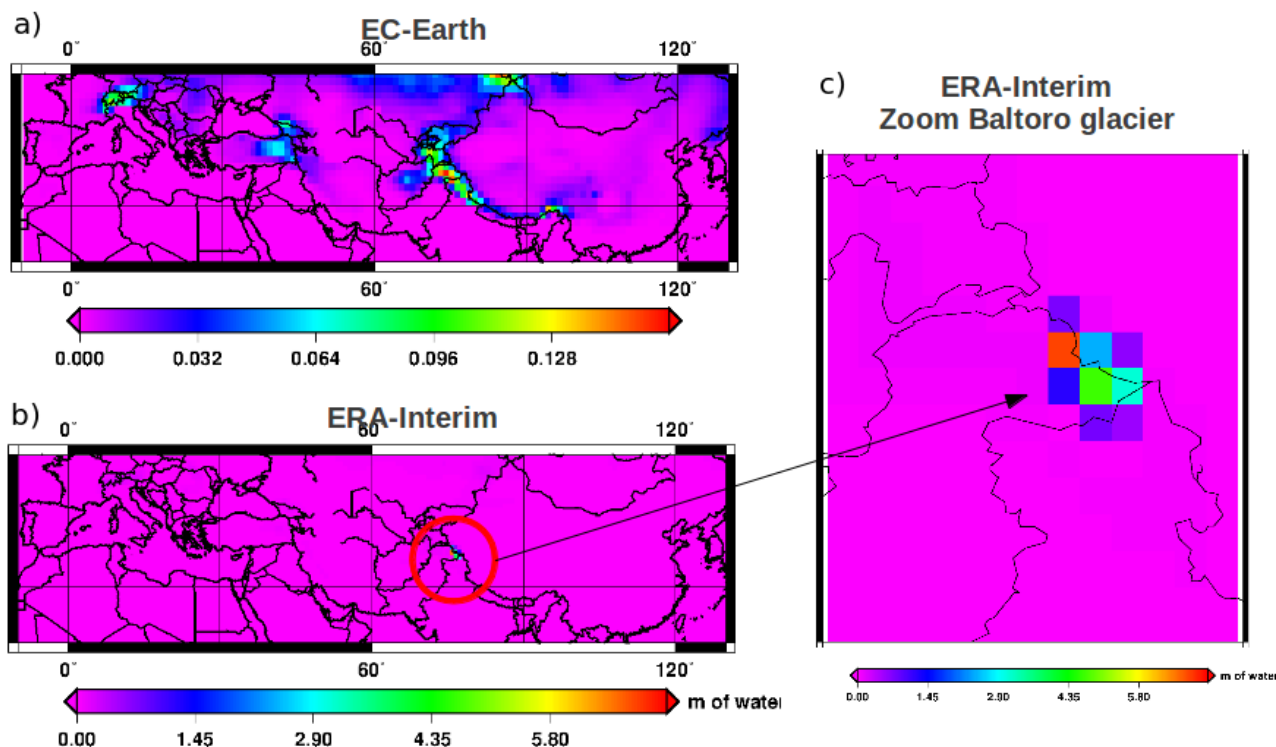 a)
EC-Earth
0° 60° 120°
0° 60° 120°
0.000 0.032 0.064 0.096 0.128
b)
ERA-Interim
0° 60° 120°
0° 60° 120°
m of water
0.00 1.45 2.90 4.35 5.80
c)
ERA-Interim
Zoom Baltoro glacier
m of water
0.00 1.45 2.90 4.35 5.80